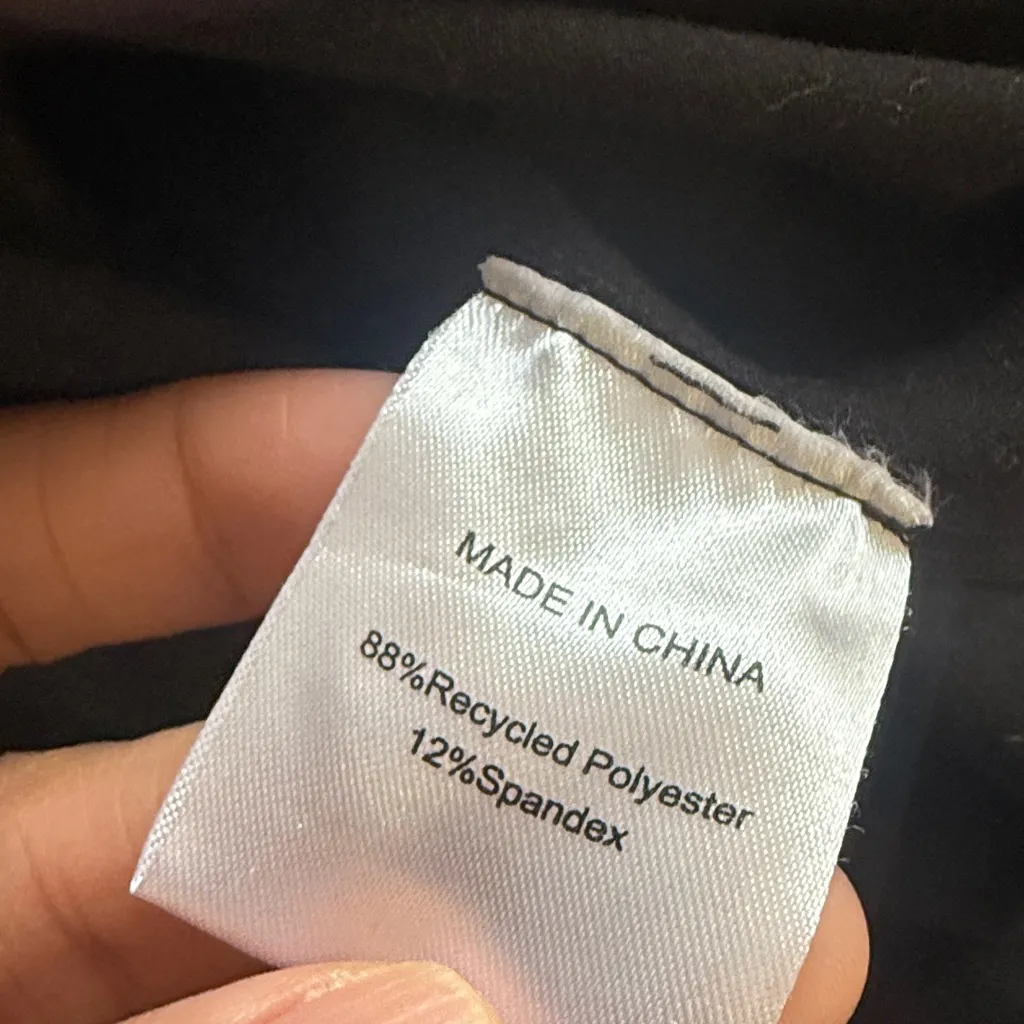 MADE IN CHINA
88%Recycled Polyester
12%Spandex